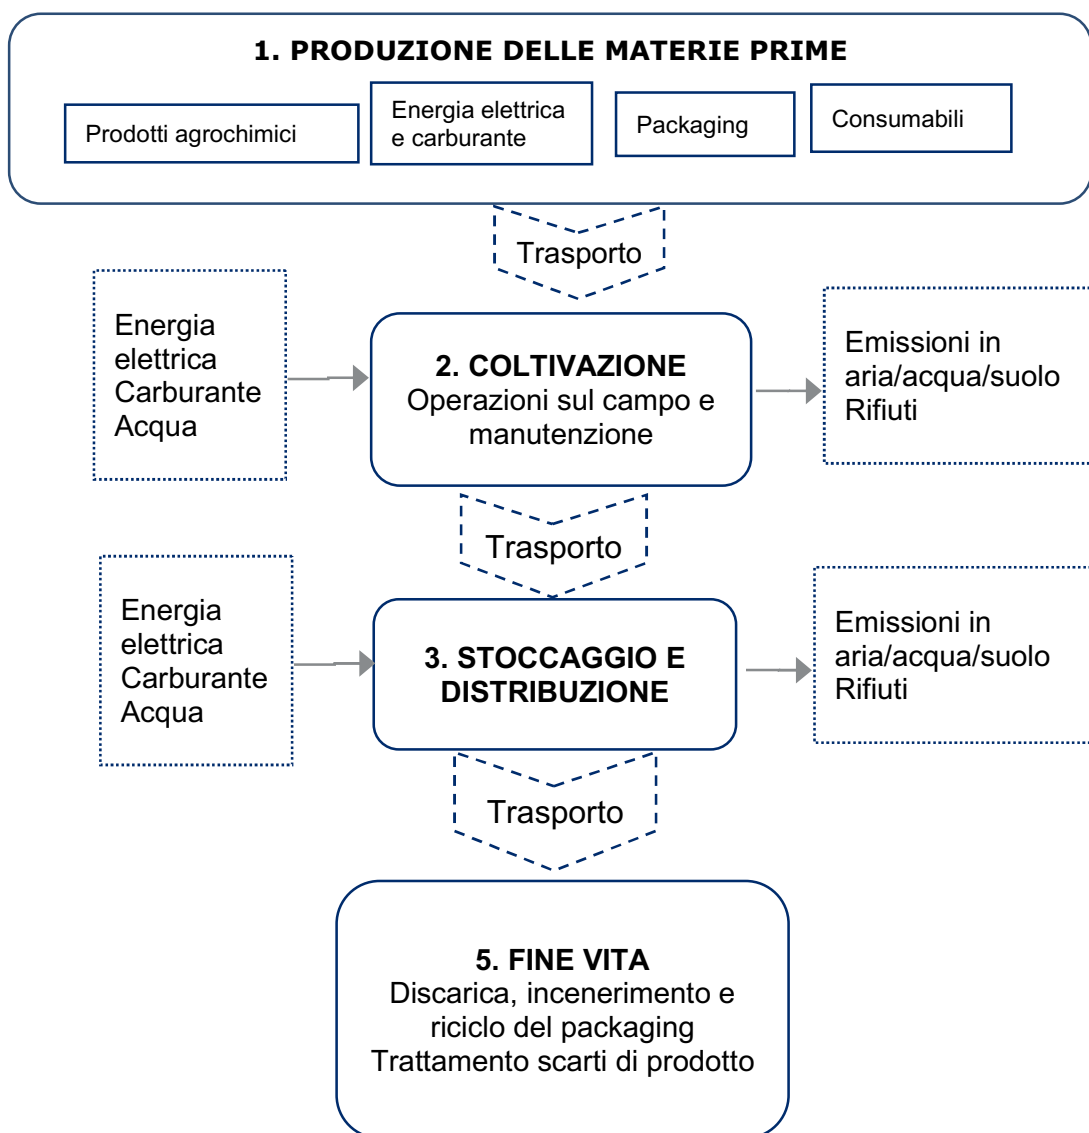 1. PRODUZIONE DELLE MATERIE PRIME
Prodotti agrochimici
Energia elettrica
e carburante
Packaging
Consumabili
Trasporto
Energia
elettrica
Carburante
Acqua
2. COLTIVAZIONE
Operazioni sul campo e
manutenzione
Emissioni in
aria/acqua/suolo
Rifiuti
Trasporto
Energia
elettrica
Carburante
Acqua
3. STOCCAGGIO E
DISTRIBUZIONE
Emissioni in
aria/acqua/suolo
Rifiuti
Trasporto
5. FINE VITA
Discarica, incenerimento e
riciclo del packaging
Trattamento scarti di prodotto